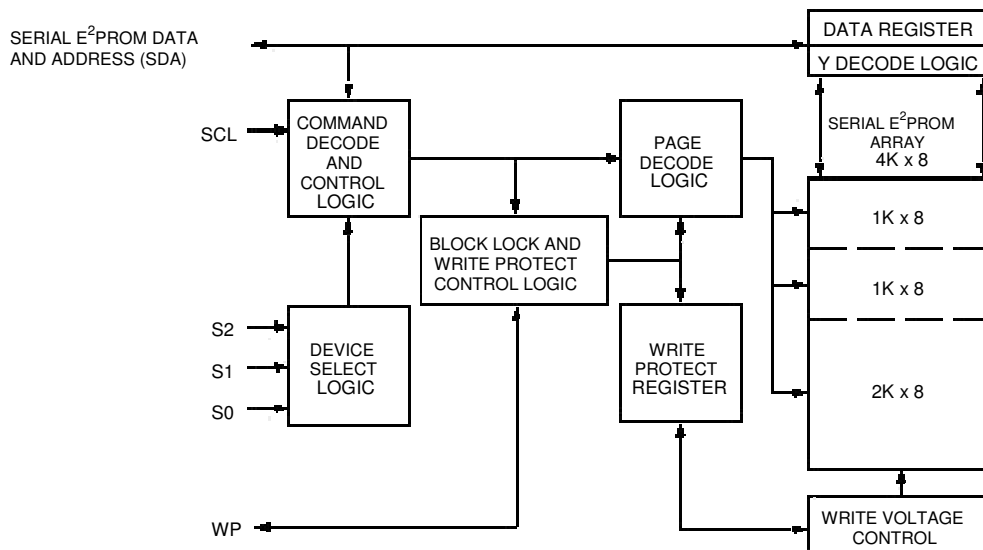 SERIAL E²PROM DATA
AND ADDRESS (SDA)
DATA REGISTER
Y DECODE LOGIC
SCL
COMMAND
DECODE
AND
CONTROL
LOGIC
PAGE
DECODE
LOGIC
SERIAL E²PROM
ARRAY
4K x 8
1K x 8
BLOCK LOCK AND
WRITE PROTECT
CONTROL LOGIC
1K x 8
S2
S1
S0
DEVICE
SELECT
LOGIC
WRITE
PROTECT
REGISTER
2K x 8
WP
WRITE VOLTAGE
CONTROL